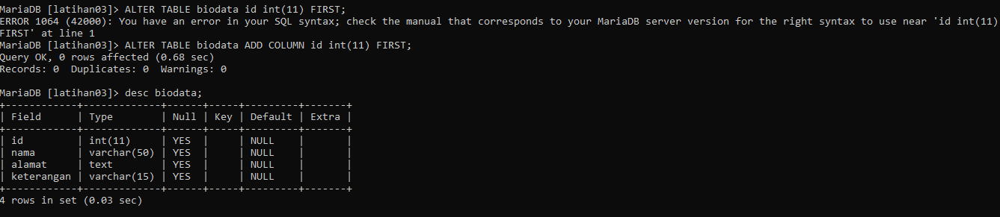 MariaDB [latihan03]> ALTER TABLE biodata id int(11) FIRST;
ERROR 1064 (42000): You have an error in your SQL syntax; check the manual that corresponds to your MariaDB server version for the right syntax to use near 'id int(11)
FIRST' at line 1
MariaDB [latihan03]> ALTER TABLE biodata ADD COLUMN id int(11) FIRST;
Query OK, 0 rows affected (0.68 sec)
Records: 0  Duplicates: 0  Warnings: 0

MariaDB [latihan03]> desc biodata;
+------------+-------------+------+-----+---------+-------+
| Field      | Type        | Null | Key | Default | Extra |
+------------+-------------+------+-----+---------+-------+
| id         | int(11)     | YES  |     | NULL    |       |
| nama       | varchar(50) | YES  |     | NULL    |       |
| alamat     | text        | YES  |     | NULL    |       |
| keterangan | varchar(15) | YES  |     | NULL    |       |
+------------+-------------+------+-----+---------+-------+
4 rows in set (0.03 sec)